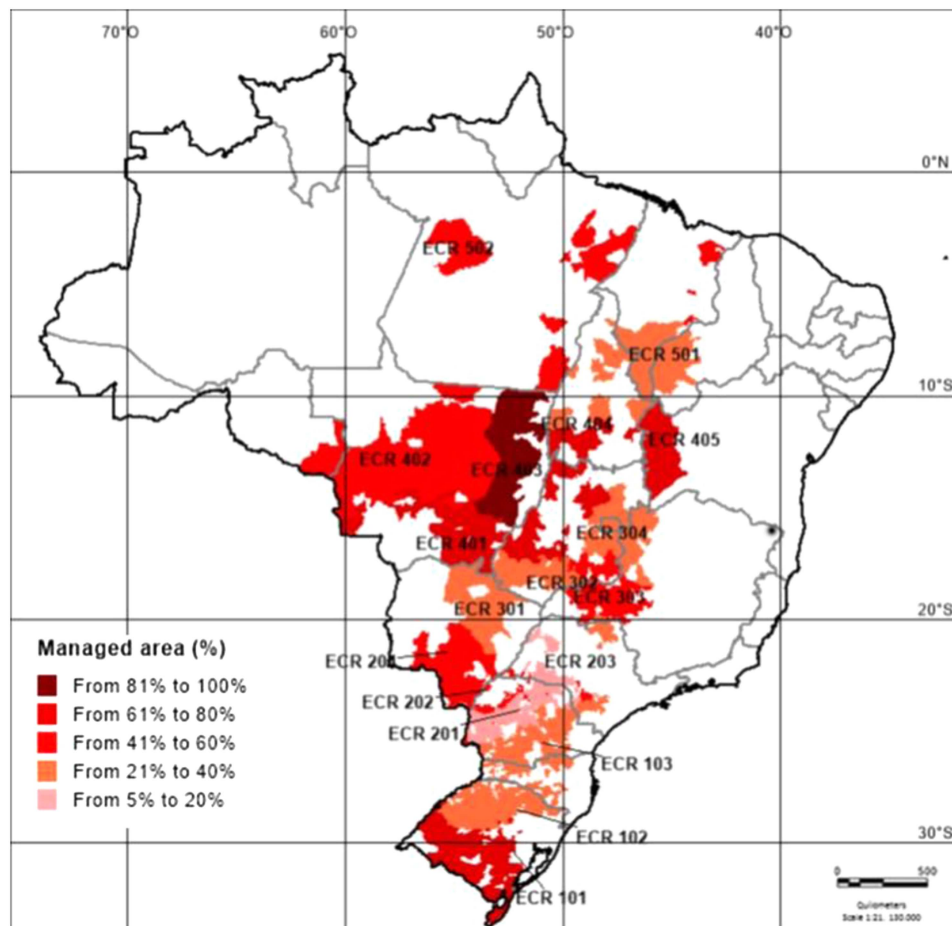 70°O 60°O 50°O 40°O
0°N
ECR 502
ECR 501
10°S
ECR 404
ECR 405
ECR 402
ECR 403
ECR 304
ECR 401
ECR 302
ECR 303
ECR 301
20°S
Managed area (%)
From 81% to 100%
From 61% to 80%
From 41% to 60%
From 21% to 40%
From 5% to 20%
ECR 204
ECR 203
ECR 202
ECR 201
ECR 103
ECR 102
30°S
ECR 101
0 500
Quilometers